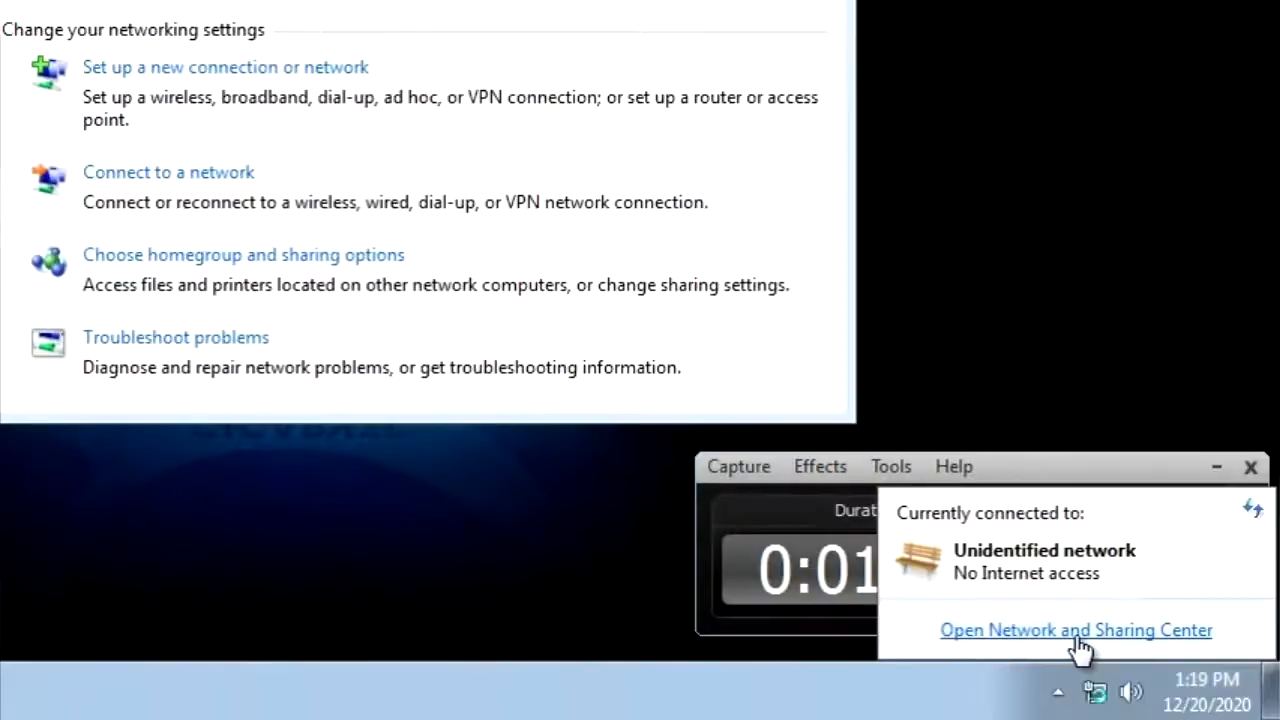 Change your networking settings
Set up a new connection or network
Set up a wireless, broadband, dial-up, ad hoc, or VPN connection; or set up a router or access
point.
Connect to a network
Connect or reconnect to a wireless, wired, dial-up, or VPN network connection.
Choose homegroup and sharing options
Access files and printers located on other network computers, or change sharing settings.
Troubleshoot problems
Diagnose and repair network problems, or get troubleshooting information.
Capture Effects Tools Help
Durat
0:01
Currently connected to:
Unidentified network
No Internet access
Open Network and Sharing Center
1:19 PM
12/20/2020